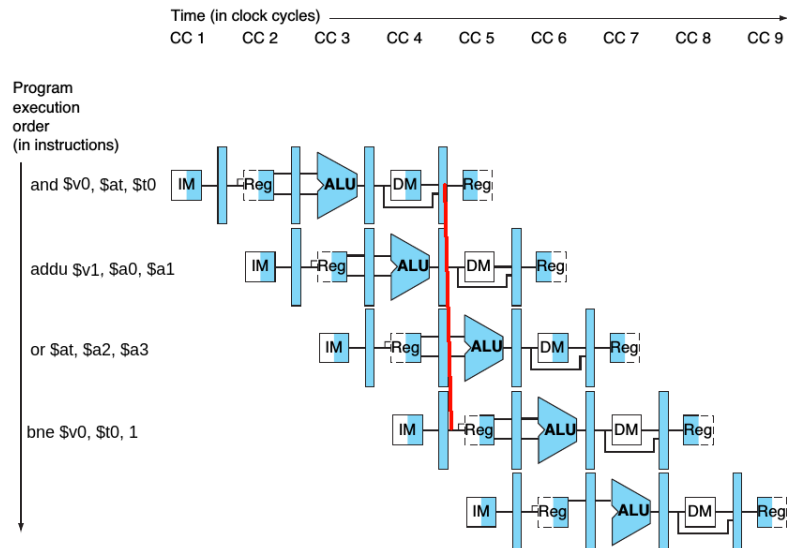 Time (in clock cycles)
CC 1 CC 2 CC 3 CC 4 CC 5 CC 6 CC 7 CC 8 CC 9
Program
execution
order
(in instructions)
and $v0, $at, $t0 IM Reg ALU DM Reg
addu $v1, $a0, $a1 IM Reg ALU DM Reg
or $at, $a2, $a3 IM Reg ALU DM Reg
bne $v0, $t0, 1 IM Reg ALU DM Reg
IM Reg ALU DM Reg